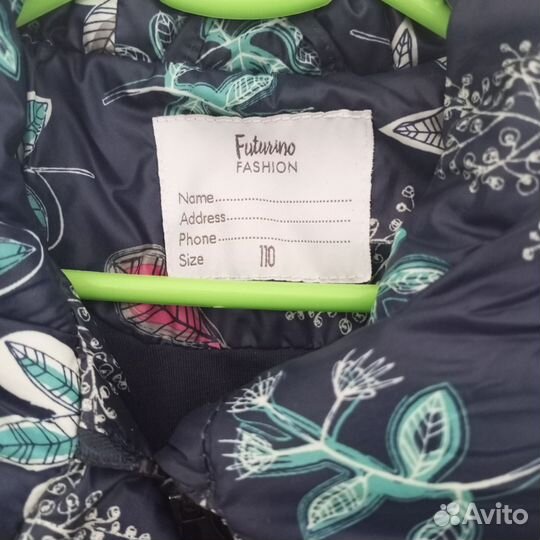 Futurino
FASHION
Name
Address
Phone
Size 110
Avito